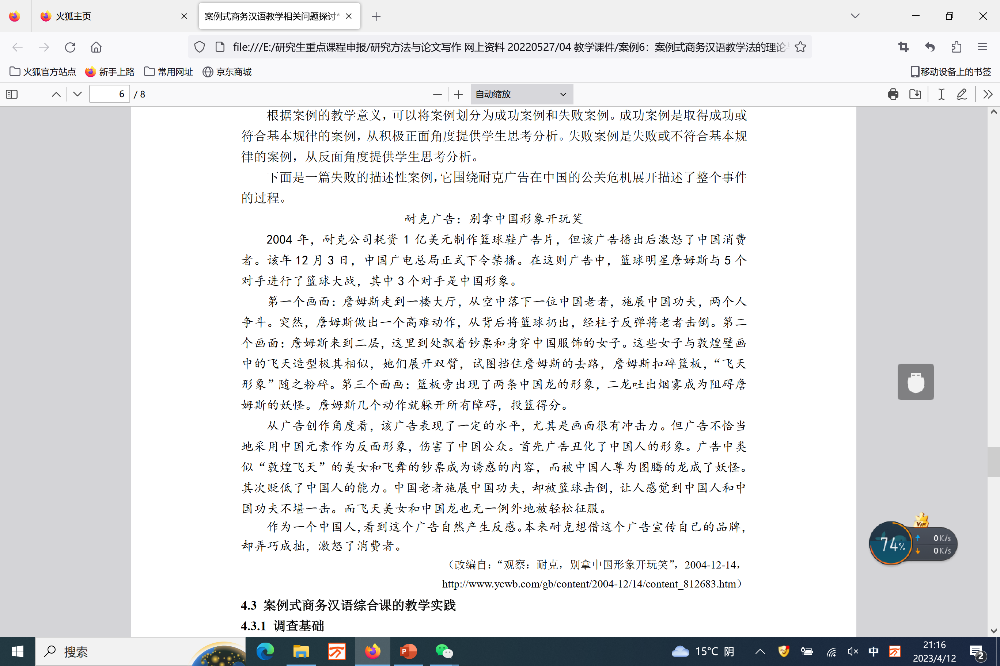 火狐主页
案例式商务汉语教学相关问题探讨*
file:///E:/研究生重点课程申报/研究方法与论文写作 网上资料 20220527/04 教学课件/案例6：案例式商务汉语教学法的理论
火狐官方站点 新手上路 常用网址 京东商城 移动设备上的书签
6 / 8 自动缩放
根据案例的教学意义，可以将案例划分为成功案例和失败案例。成功案例是取得成功或
符合基本规律的案例，从积极正面角度提供学生思考分析。失败案例是失败或不符合基本规
律的案例，从反面角度提供学生思考分析。
下面是一篇失败的描述性案例，它围绕耐克广告在中国的公关危机展开描述了整个事件
的过程。
耐克广告：别拿中国形象开玩笑
2004 年，耐克公司耗资 1 亿美元制作篮球鞋广告片，但该广告播出后激怒了中国消费
者。该年 12 月 3 日，中国广电总局正式下令禁播。在这则广告中，篮球明星詹姆斯与 5 个
对手进行了篮球大战，其中 3 个对手是中国形象。
第一个画面：詹姆斯走到一楼大厅，从空中落下一位中国老者，施展中国功夫，两个人
争斗。突然，詹姆斯做出一个高难动作，从背后将篮球扔出，经柱子反弹将老者击倒。第二
个画面：詹姆斯来到二层，这里到处飘着钞票和身穿中国服饰的女子。这些女子与敦煌壁画
中的飞天造型极其相似，她们展开双臂，试图挡住詹姆斯的去路，詹姆斯扣碎篮板，“飞天
形象”随之粉碎。第三个面画：篮板旁出现了两条中国龙的形象，二龙吐出烟雾成为阻碍詹
姆斯的妖怪。詹姆斯几个动作就躲开所有障碍，投篮得分。
从广告创作角度看，该广告表现了一定的水平，尤其是画面很有冲击力。但广告不恰当
地采用中国元素作为反面形象，伤害了中国公众。首先广告丑化了中国人的形象。广告中类
似“敦煌飞天”的美女和飞舞的钞票成为诱惑的内容，而被中国人尊为图腾的龙成了妖怪。
其次贬低了中国人的能力。中国老者施展中国功夫，却被篮球击倒，让人感觉到中国人和中
国功夫不堪一击。而飞天美女和中国龙也无一例外地被轻松征服。
作为一个中国人，看到这个广告自然产生反感。本来耐克想借这个广告宣传自己的品牌，
却弄巧成拙，激怒了消费者。
（改编自：“观察：耐克，别拿中国形象开玩笑”，2004-12-14，
http://www.ycwb.com/gb/content/2004-12/14/content_812683.htm）
4.3 案例式商务汉语综合课的教学实践
4.3.1 调查基础
VIP
74%
0K/s
0K/s
搜索
15°C 阴
中
21:16
2023/4/12
2